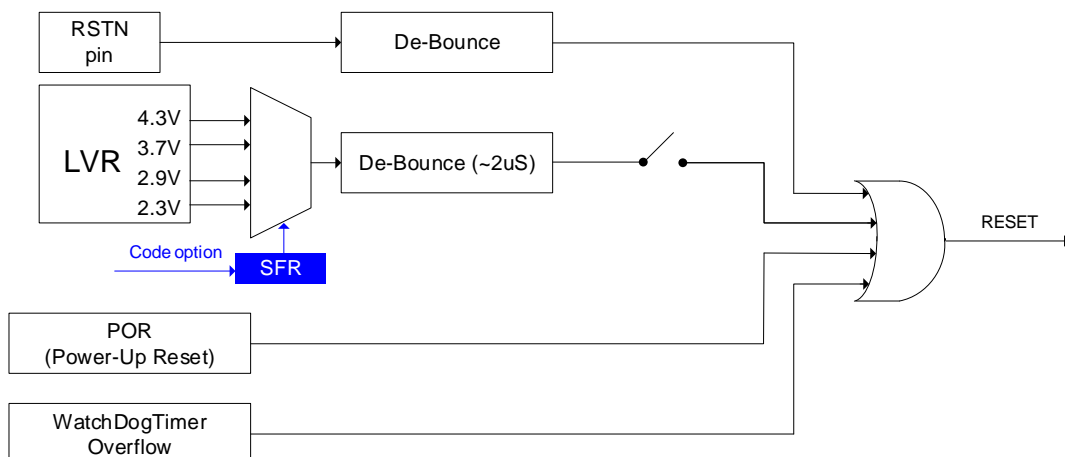 RSTN
pin
De-Bounce
LVR
4.3V
3.7V
2.9V
2.3V
De-Bounce (~2uS)
Code option
SFR
RESET
POR
(Power-Up Reset)
WatchDogTimer
Overflow